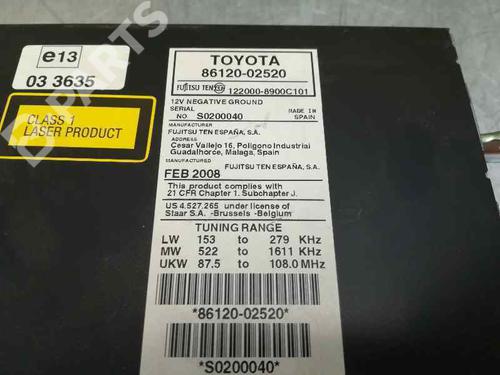 e13
03 3635
CLASS 1
LASER PRODUCT
TOYOTA
86120-02520
FUJITSU TEN 122000-8900C101
12V NEGATIVE GROUND
SERIAL
NO. S0200040
MADE IN
SPAIN
MANUFACTURER
FUJITSU TEN ESPAÑA, S.A.
ADDRESS
Cesar Vallejo 16, Poligono Industrial
Guadalhorce, Malaga, Spain
MANUFACTURED
FUJITSU TEN ESPAÑA, S.A.
FEB 2008
This product complies with
21 CFR Chapter 1. Subchapter J.
US 4.527.265 under license of
Staar S.A. -Brussels -Belgium
TUNING RANGE
LW 153 to 279 KHz
MW 522 to 1611 KHz
UKW 87.5 to 108.0 MHz
*86120-02520*
*S0200040*
B-PARTS